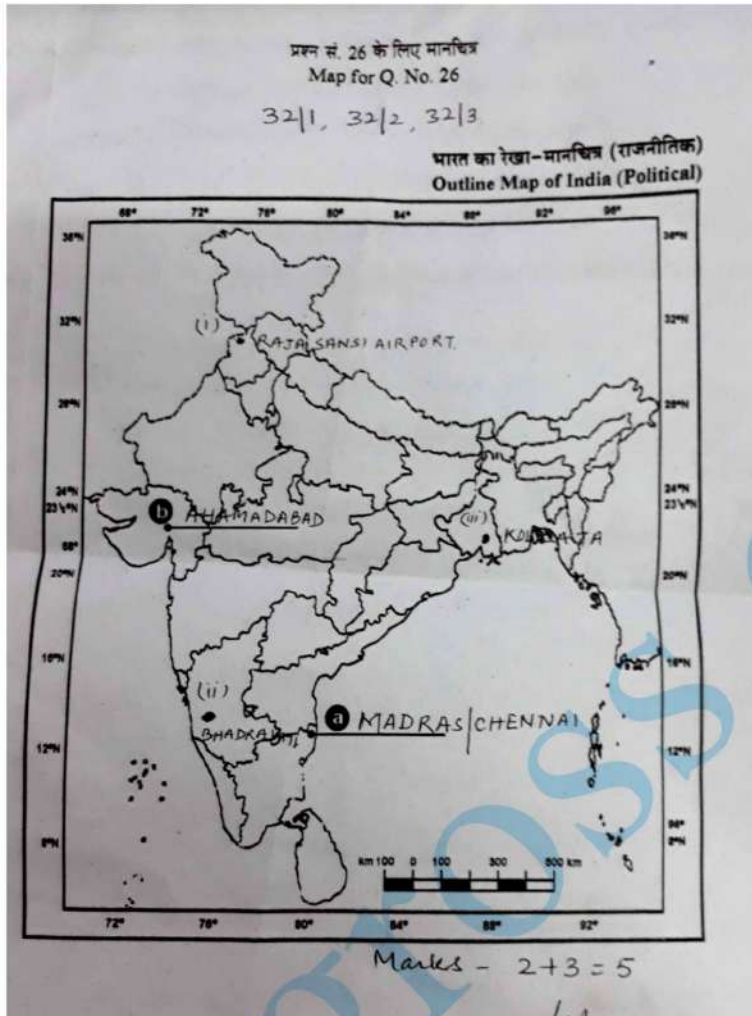 प्रश्न सं. 26 के लिए मानचित्र
Map for Q. No. 26
32/1, 32/2, 32/3
भारत का रेखा-मानचित्र (राजनीतिक)
Outline Map of India (Political)
68° 72° 76° 80° 84° 88° 92° 96°
36°N 36°N
32°N 32°N
(i)
RAJA SANSI AIRPORT.
28°N 28°N
24°N 24°N
23½°N 23½°N
b AHAMADABAD
(iii)
KOLKATA
68°
20°N 20°N
16°N 16°N
(ii)
a MADRAS/CHENNAI
12°N 12°N
8°N 8°N
96°
km 100 0 100 300 500 km
72° 76° 80° 84° 88° 92°
Marks - 2+3=5